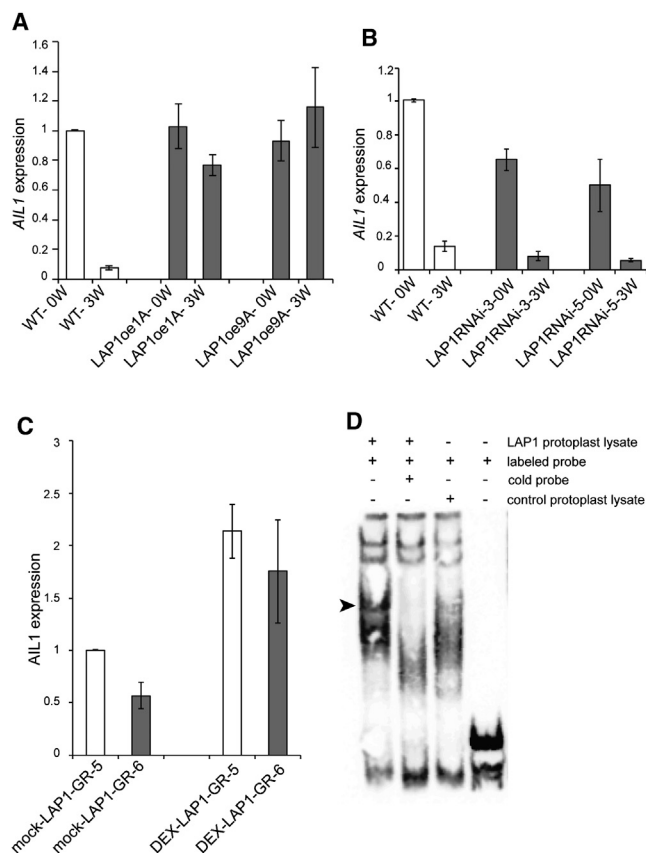 A
1.6
1.4
1.2
1
0.8
0.6
0.4
0.2
0
AIL1 expression
WT- 0W
WT- 3W
LAP1oe1A- 0W
LAP1oe1A- 3W
LAP1oe9A- 0W
LAP1oe9A- 3W
B
1.2
1
0.8
0.6
0.4
0.2
0
AIL1 expression
WT- 0W
WT- 3W
LAP1RNAi-3-0W
LAP1RNAi-3-3W
LAP1RNAi-5-0W
LAP1RNAi-5-3W
C
3
2.5
2
1.5
1
0.5
0
AIL1 expression
mock-LAP1-GR-5
mock-LAP1-GR-6
DEX-LAP1-GR-5
DEX-LAP1-GR-6
D
+ + - - LAP1 protoplast lysate
+ + + + labeled probe
- + - - cold probe
- - + - control protoplast lysate